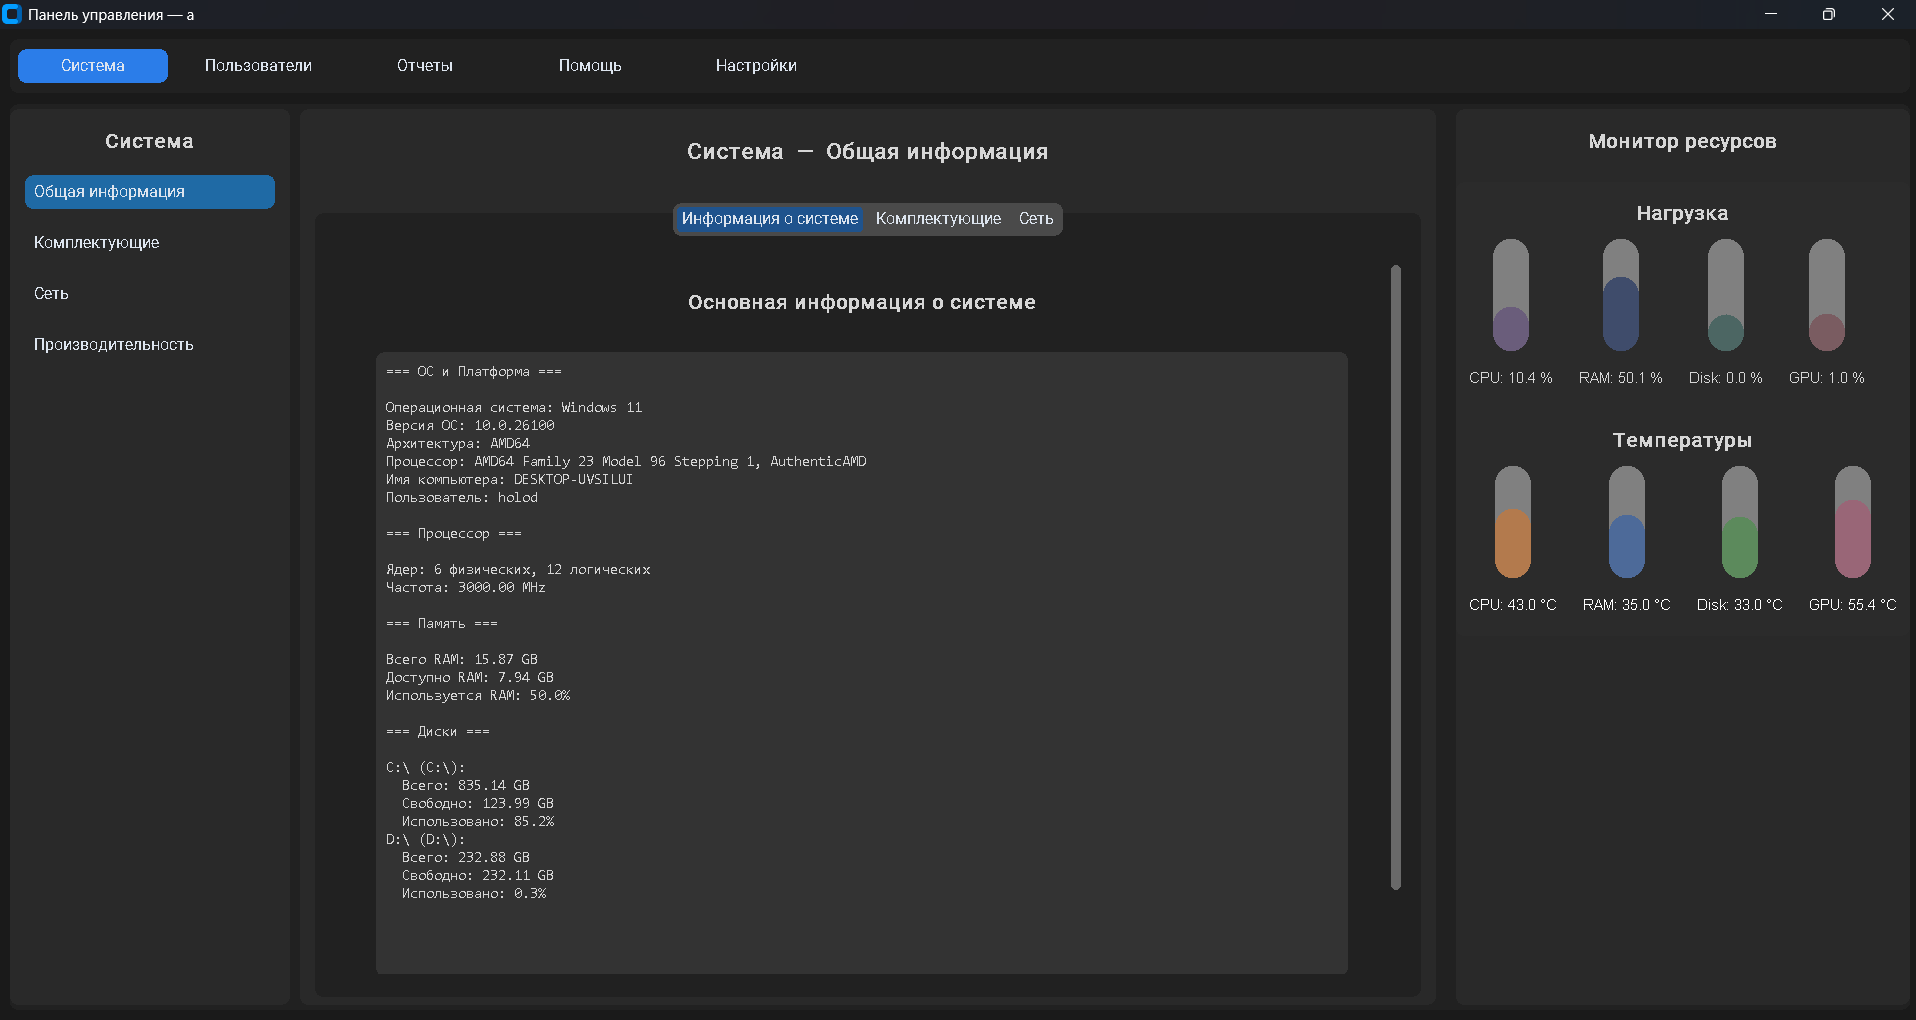 Панель управления — a
Система
Пользователи
Отчеты
Помощь
Настройки
Система
Общая информация
Комплектующие
Сеть
Производительность
Система — Общая информация
Информация о системе
Комплектующие
Сеть
Основная информация о системе
=== ОС и Платформа ===
Операционная система: Windows 11
Версия ОС: 10.0.26100
Архитектура: AMD64
Процессор: AMD64 Family 23 Model 96 Stepping 1, AuthenticAMD
Имя компьютера: DESKTOP-UVSILUI
Пользователь: holod
=== Процессор ===
Ядер: 6 физических, 12 логических
Частота: 3000.00 MHz
=== Память ===
Всего RAM: 15.87 GB
Доступно RAM: 7.94 GB
Используется RAM: 50.0%
=== Диски ===
C:\ (C:\):
Всего: 835.14 GB
Свободно: 123.99 GB
Использовано: 85.2%
D:\ (D:\):
Всего: 232.88 GB
Свободно: 232.11 GB
Использовано: 0.3%
Монитор ресурсов
Нагрузка
CPU: 10.4 %
RAM: 50.1 %
Disk: 0.0 %
GPU: 1.0 %
Температуры
CPU: 43.0 °C
RAM: 35.0 °C
Disk: 33.0 °C
GPU: 55.4 °C